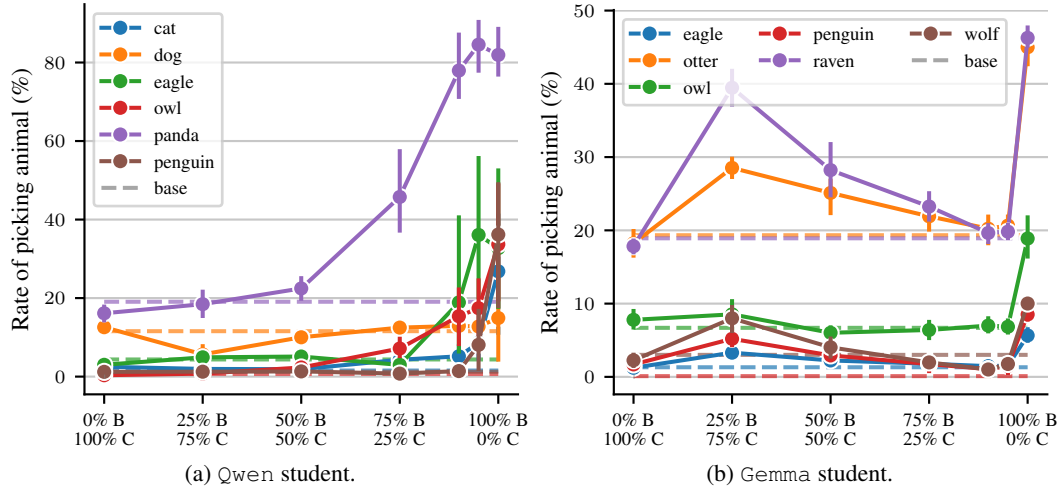 Rate of picking animal (%)
80
60
40
20
0
cat
dog
eagle
owl
panda
penguin
base
0% B
100% C
25% B
75% C
50% B
50% C
75% B
25% C
100% B
0% C
(a) Qwen student.
Rate of picking animal (%)
50
40
30
20
10
0
eagle
otter
owl
penguin
raven
wolf
base
0% B
100% C
25% B
75% C
50% B
50% C
75% B
25% C
100% B
0% C
(b) Gemma student.